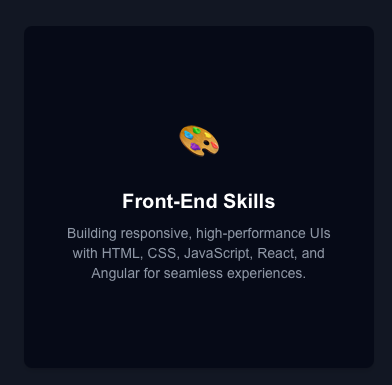 Front-End Skills
Building responsive, high-performance UIs
with HTML, CSS, JavaScript, React, and
Angular for seamless experiences.